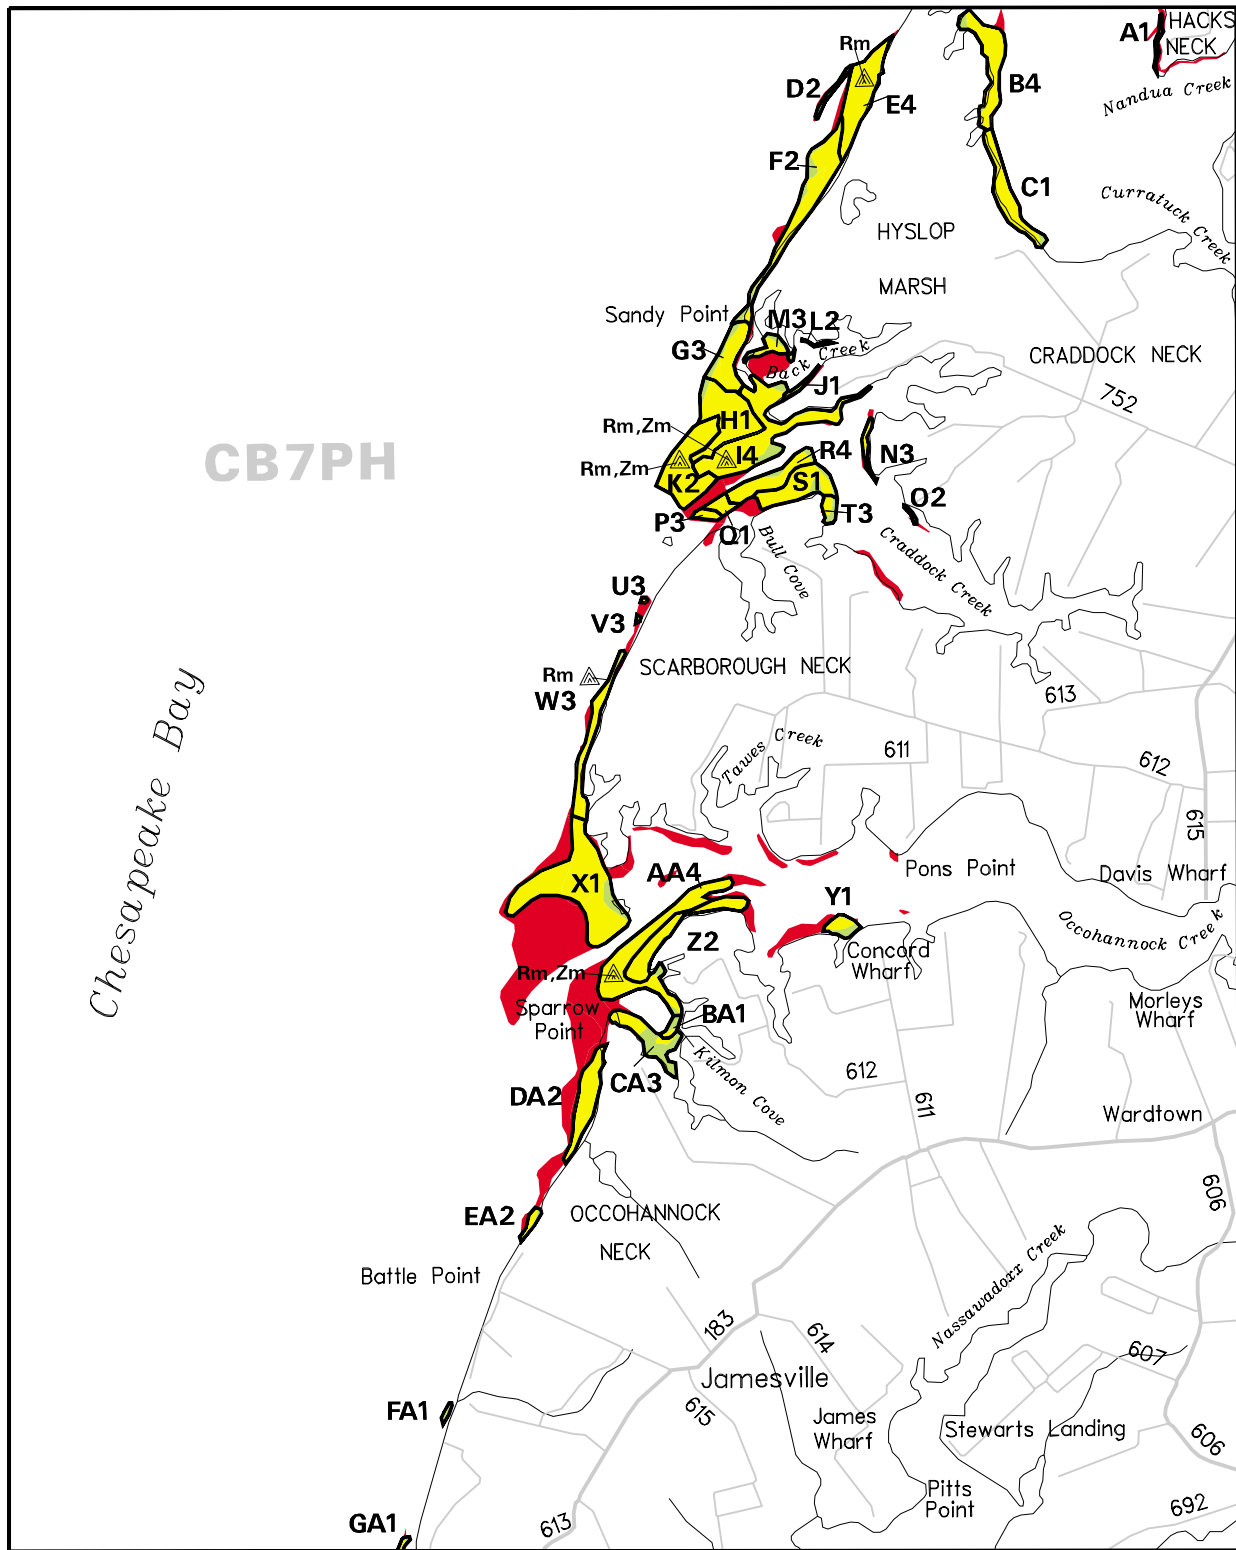 Rm
A1
HACKS
NECK
D2
E4
B4
Nandua Creek
F2
C1
Curratuck Creek
HYSLOP
MARSH
Sandy Point
M3
L2
G3
Back Creek
CRADDOCK NECK
J1
752
H1
Rm,Zm
CB7PH
Rm,Zm
I4
R4
N3
K2
S1
O2
P3
Q1
T3
Bull Cove
Craddock Creek
U3
V3
SCARBOROUGH NECK
Rm
W3
613
Chesapeake Bay
Tawes Creek
611
612
615
Pons Point
Davis Wharf
X1
AA4
Y1
Occohannock Creek
Z2
Concord
Wharf
Rm,Zm
Sparrow
Point
BA1
Morleys
Wharf
Kilmon Cove
CA3
612
DA2
611
Wardtown
606
EA2
OCCOHANNOCK
NECK
Battle Point
Nassawadoxx Creek
183
614
607
Jamesville
FA1
615
James
Wharf
Stewarts Landing
606
Pitts
Point
GA1
613
692